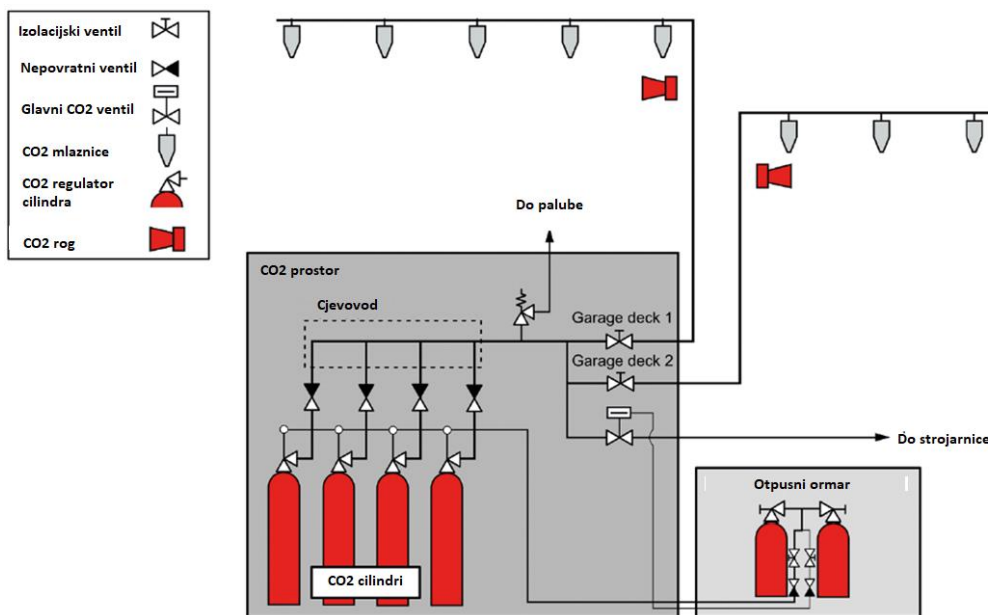 Izolacijski ventil
Nepovratni ventil
Glavni CO2 ventil
CO2 mlaznice
CO2 regulator
cilindra
CO2 rog
Do palube
CO2 prostor
Cjevovod
Garage deck 1
Garage deck 2
Do strojarnice
Otpusni ormar
CO2 cilindri